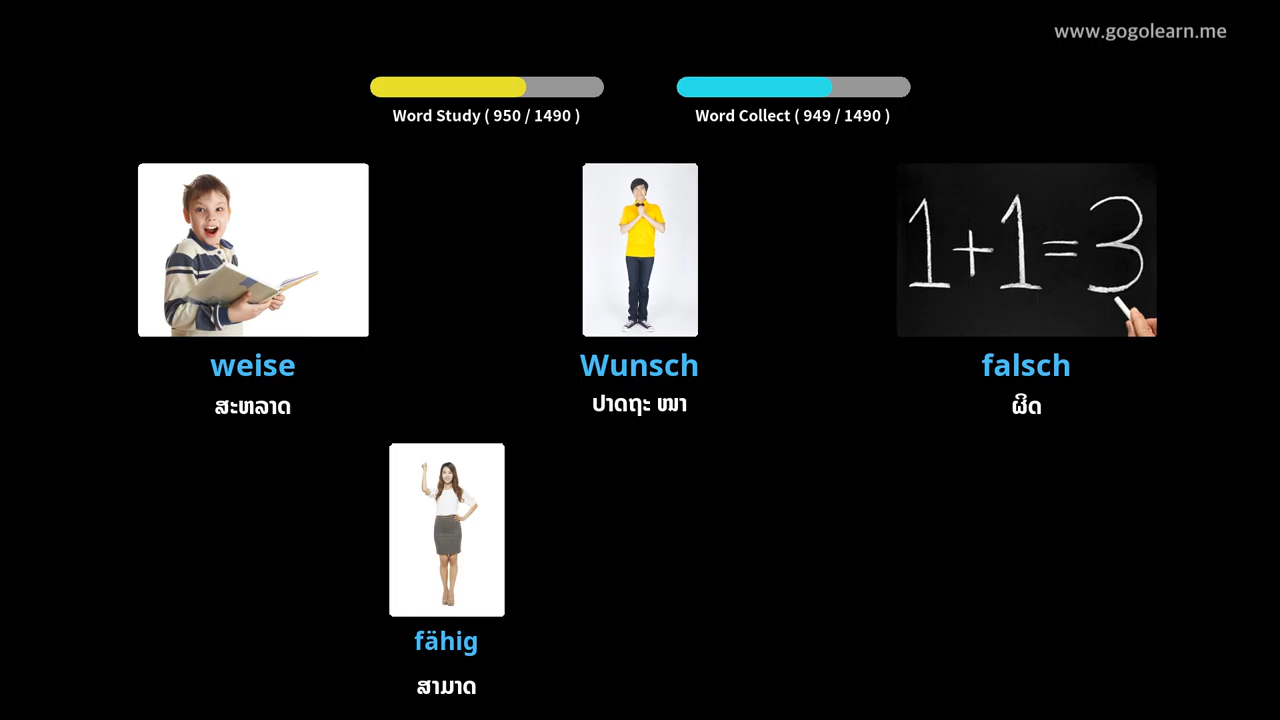 www.gogolearn.me
Word Study ( 950 / 1490 )
Word Collect ( 949 / 1490 )
1+1=3
weise
Wunsch
falsch
ສະຫລາດ
ປາດຖະ ໜາ
ຜິດ
fähig
ສາມາດ